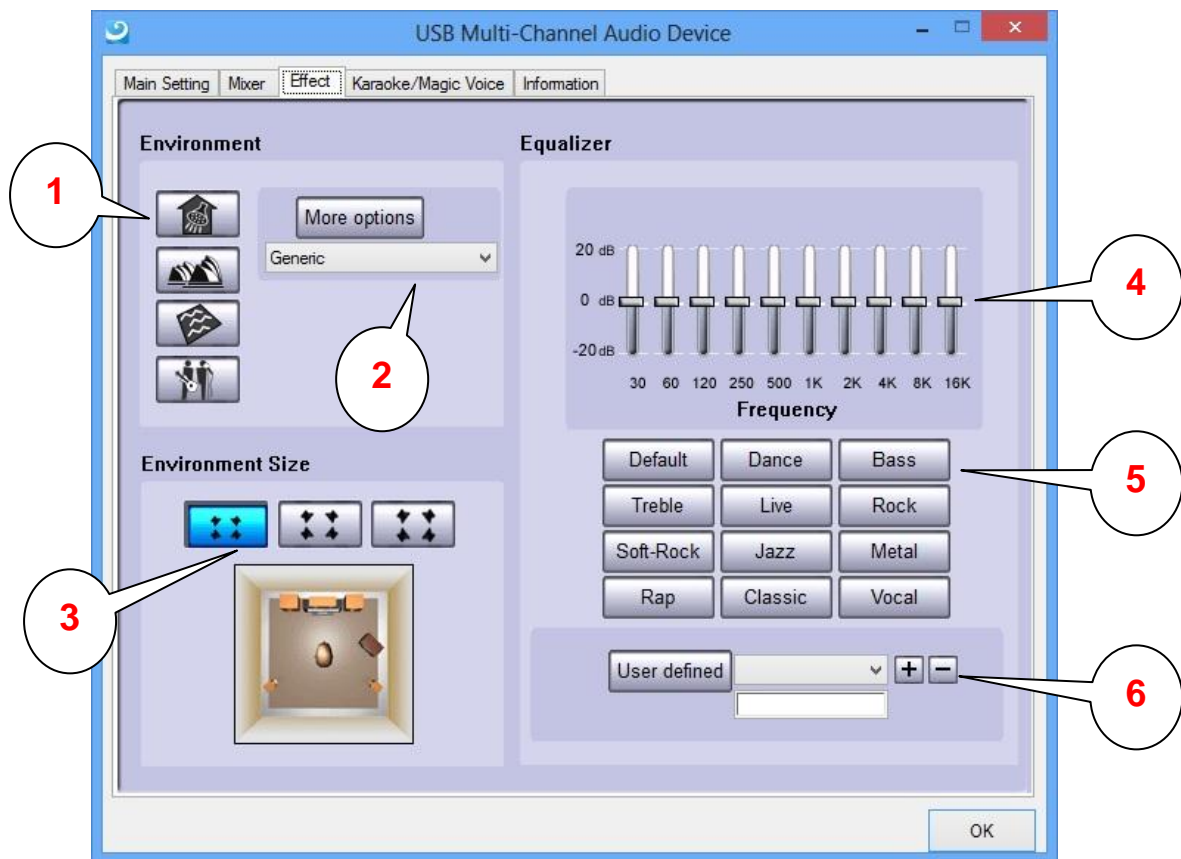 USB Multi-Channel Audio Device
Main Setting Mixer Effect Karaoke/Magic Voice Information
Environment
1
More options
Generic
2
Environment Size
3
Equalizer
20 dB
0 dB
-20 dB
4
30 60 120 250 500 1K 2K 4K 8K 16K
Frequency
Default Dance Bass
5
Treble Live Rock
Soft-Rock Jazz Metal
Rap Classic Vocal
User defined + −
6
OK